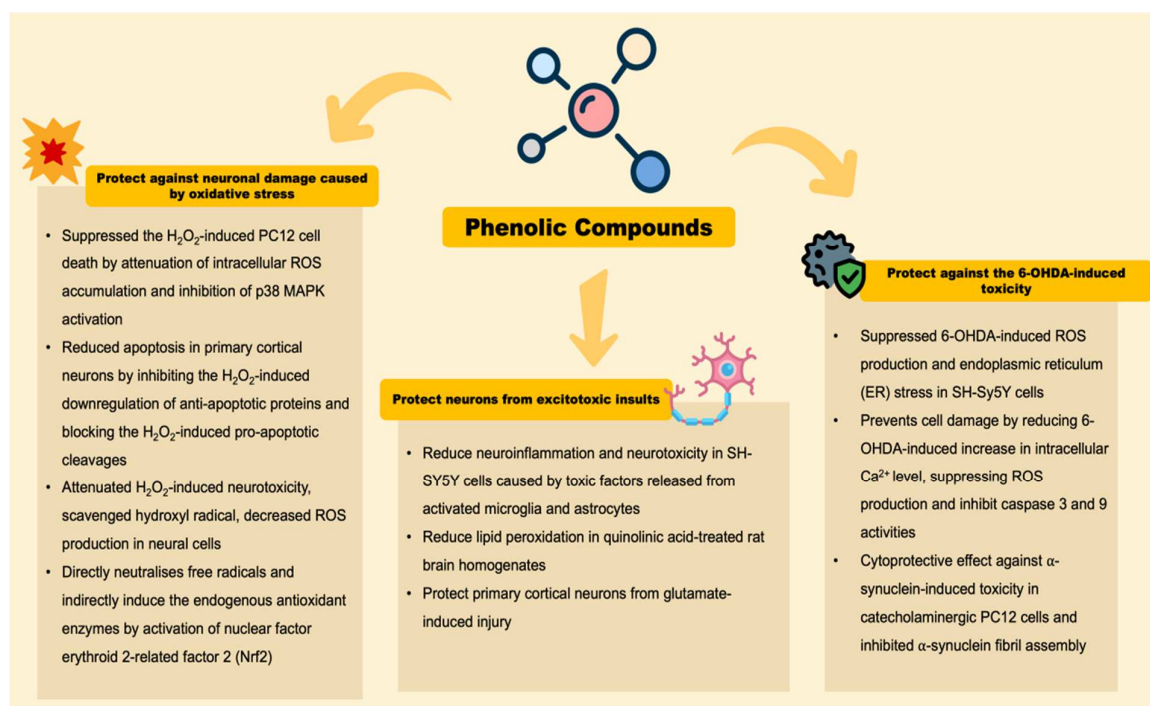 Phenolic Compounds
Protect against neuronal damage caused
by oxidative stress
• Suppressed the H₂O₂-induced PC12 cell
death by attenuation of intracellular ROS
accumulation and inhibition of p38 MAPK
activation
• Reduced apoptosis in primary cortical
neurons by inhibiting the H₂O₂-induced
downregulation of anti-apoptotic proteins and
blocking the H₂O₂-induced pro-apoptotic
cleavages
• Attenuated H₂O₂-induced neurotoxicity,
scavenged hydroxyl radical, decreased ROS
production in neural cells
• Directly neutralises free radicals and
indirectly induce the endogenous antioxidant
enzymes by activation of nuclear factor
erythroid 2-related factor 2 (Nrf2)
Protect neurons from excitotoxic insults
• Reduce neuroinflammation and neurotoxicity in SH-
SY5Y cells caused by toxic factors released from
activated microglia and astrocytes
• Reduce lipid peroxidation in quinolinic acid-treated rat
brain homogenates
• Protect primary cortical neurons from glutamate-
induced injury
Protect against the 6-OHDA-induced
toxicity
• Suppressed 6-OHDA-induced ROS
production and endoplasmic reticulum
(ER) stress in SH-Sy5Y cells
• Prevents cell damage by reducing 6-
OHDA-induced increase in intracellular
Ca²⁺ level, suppressing ROS
production and inhibit caspase 3 and 9
activities
• Cytoprotective effect against α-
synuclein-induced toxicity in
catecholaminergic PC12 cells and
inhibited α-synuclein fibril assembly